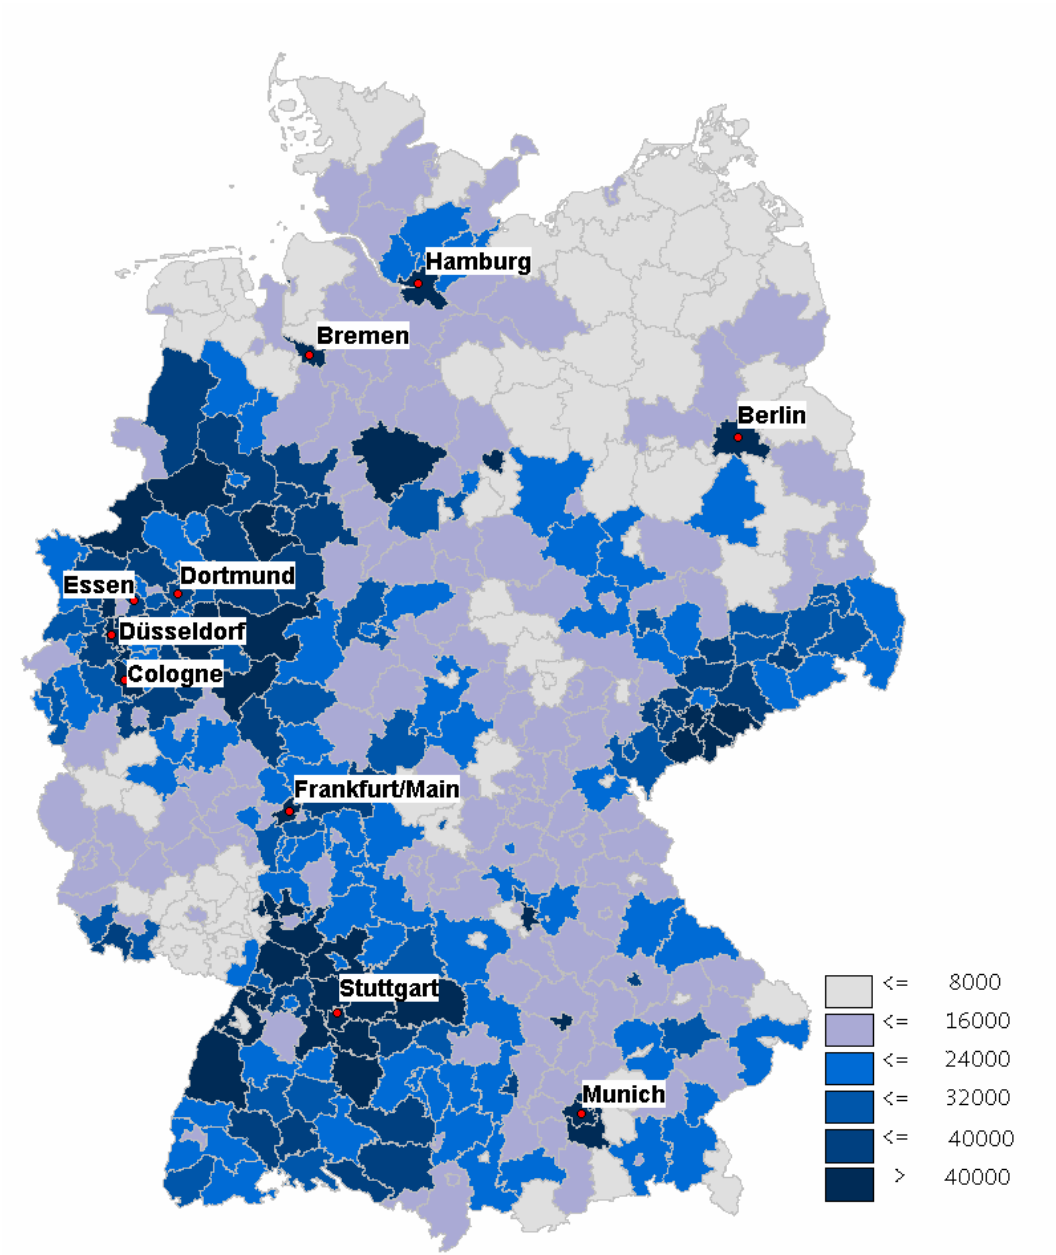 Hamburg
Bremen
Berlin
Essen
Dortmund
Düsseldorf
Cologne
Frankfurt/Main
Stuttgart
Munich
<= 8000
<= 16000
<= 24000
<= 32000
<= 40000
> 40000